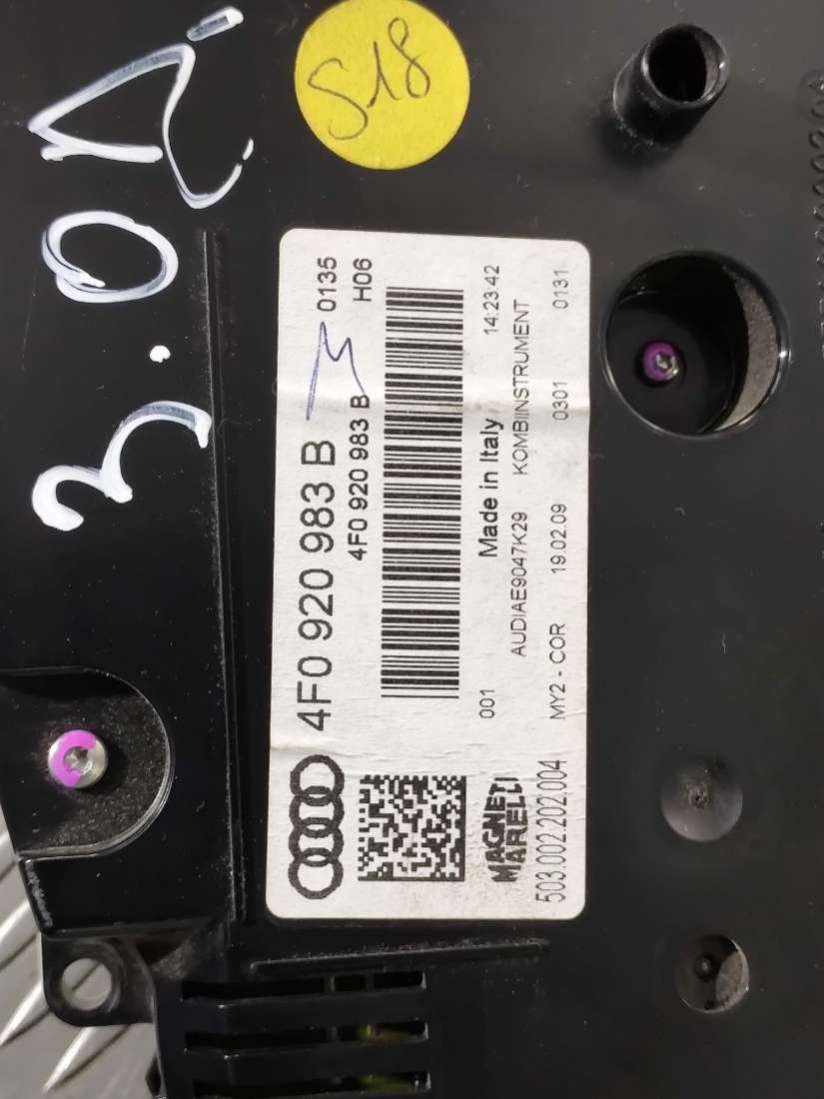 S18
3.0D.
4F0 920 983 B
0135
4F0 920 983 B
H06
001
Made in Italy
14:23:42
AUDIAE9047K29
KOMBIINSTRUMENT
MAGNETI
MARELLI
MY2 - COR
19.02.09
0301
0131
503.002.202.004